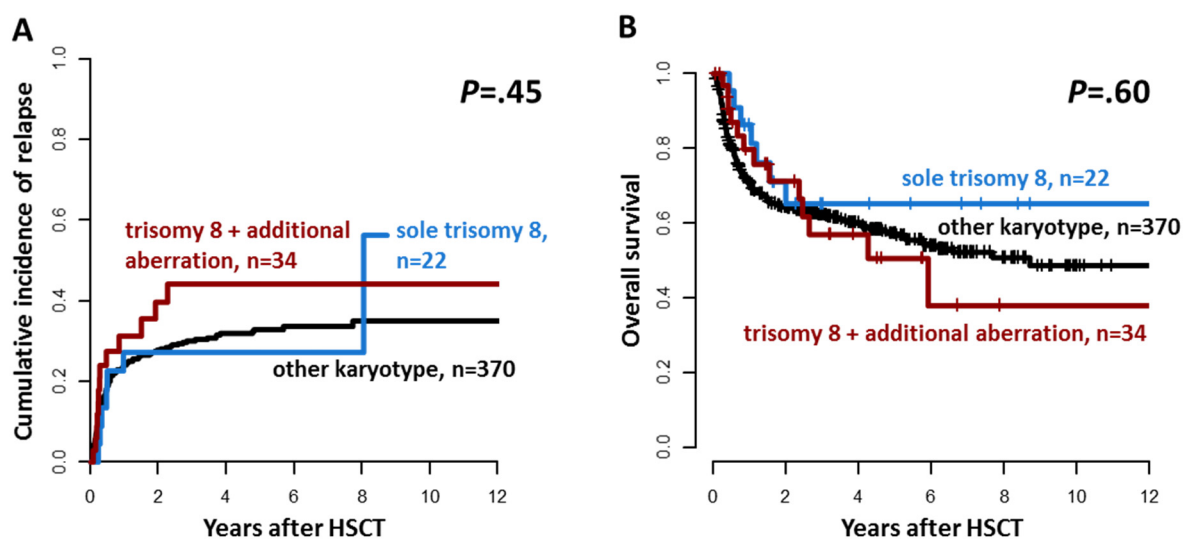 A
P=.45
1.0
0.8
0.6
0.4
0.2
0.0
Cumulative incidence of relapse
trisomy 8 + additional
aberration, n=34
sole trisomy 8,
n=22
other karyotype, n=370
0 2 4 6 8 10 12
Years after HSCT
B
P=.60
1.0
0.8
0.6
0.4
0.2
0.0
Overall survival
sole trisomy 8, n=22
other karyotype, n=370
trisomy 8 + additional aberration, n=34
0 2 4 6 8 10 12
Years after HSCT